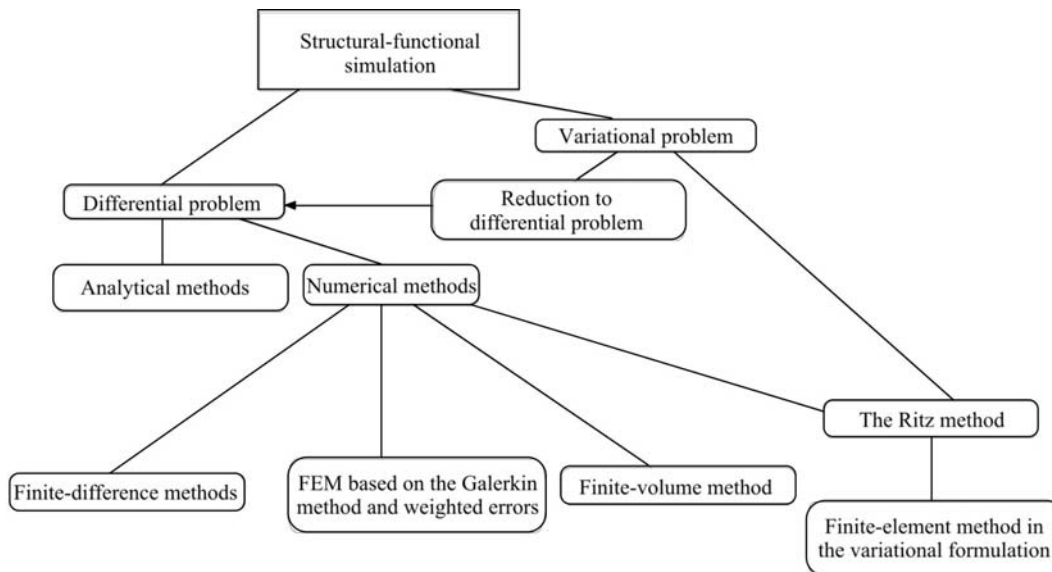 Structural-functional
simulation
Variational problem
Differential problem
Reduction to
differential problem
Analytical methods
Numerical methods
The Ritz method
Finite-difference methods
FEM based on the Galerkin
method and weighted errors
Finite-volume method
Finite-element method in
the variational formulation